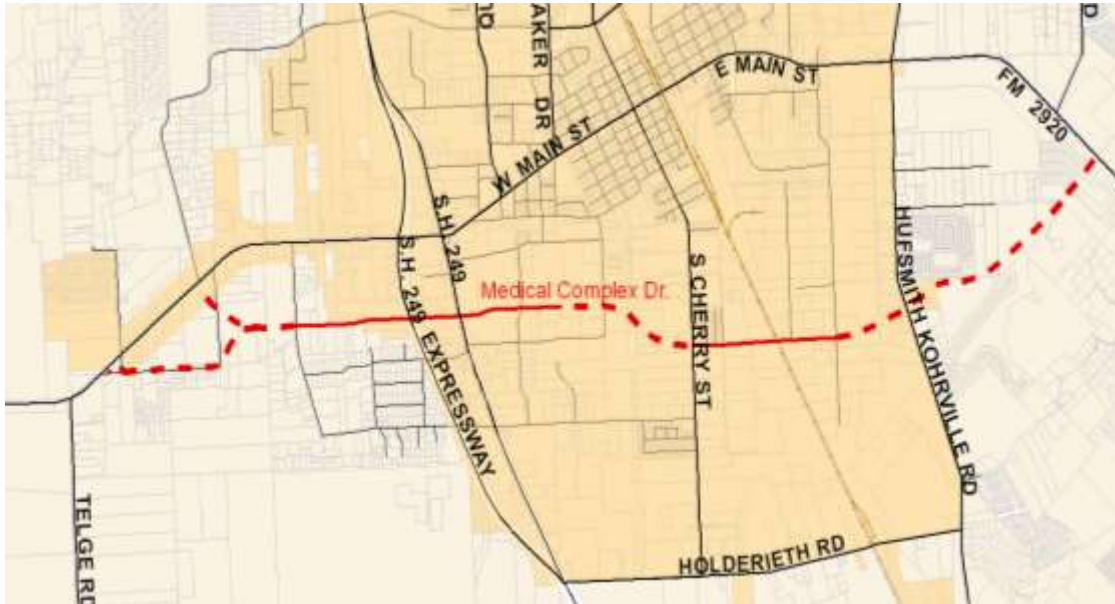 AKER DR
E MAIN ST
FM 2920
W MAIN ST
S.H. 249
S.H. 249 EXPRESSWAY
Medical Complex Dr.
S CHERRY ST
HUFSMITH KOHRVILLE RD
TELGE RD
HOLDERIETH RD